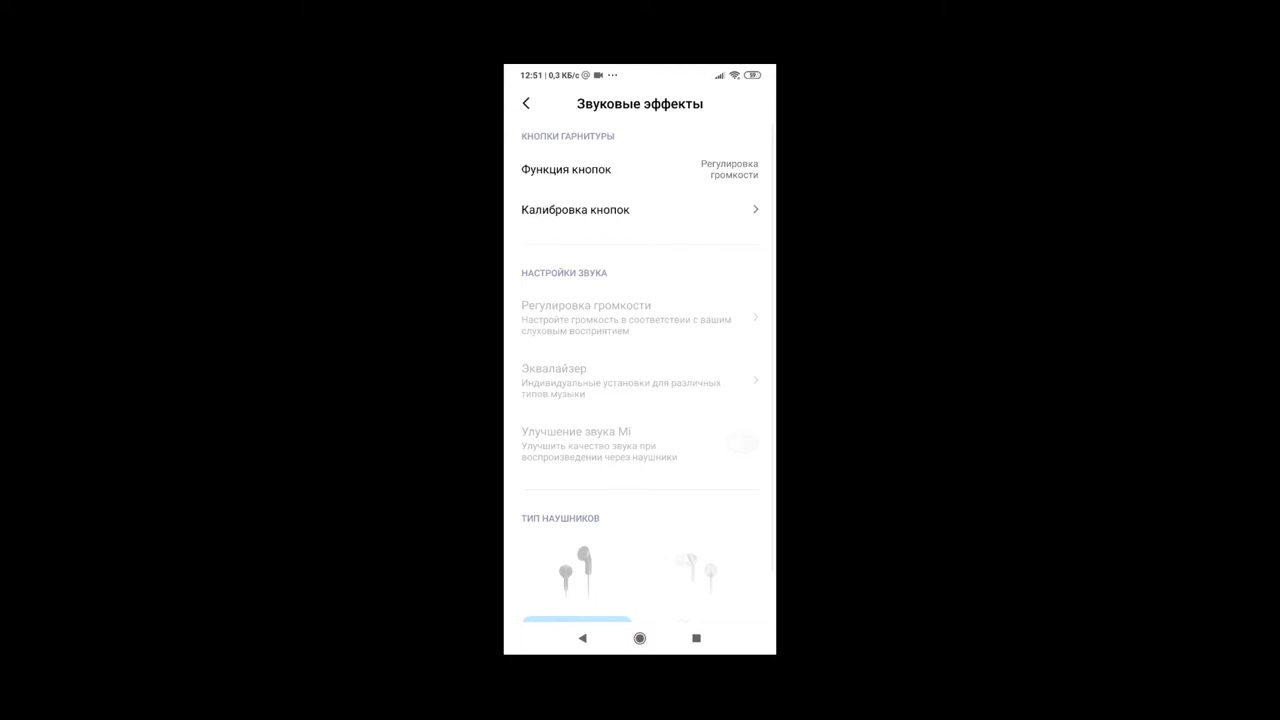 12:51 | 0,3 КБ/с @ ...
59
Звуковые эффекты
КНОПКИ ГАРНИТУРЫ
Функция кнопок
Регулировка
громкости
Калибровка кнопок
НАСТРОЙКИ ЗВУКА
Регулировка громкости
Настройте громкость в соответствии с вашим
слуховым восприятием
Эквалайзер
Индивидуальные установки для различных
типов музыки
Улучшение звука Mi
Улучшить качество звука при
воспроизведении через наушники
ТИП НАУШНИКОВ